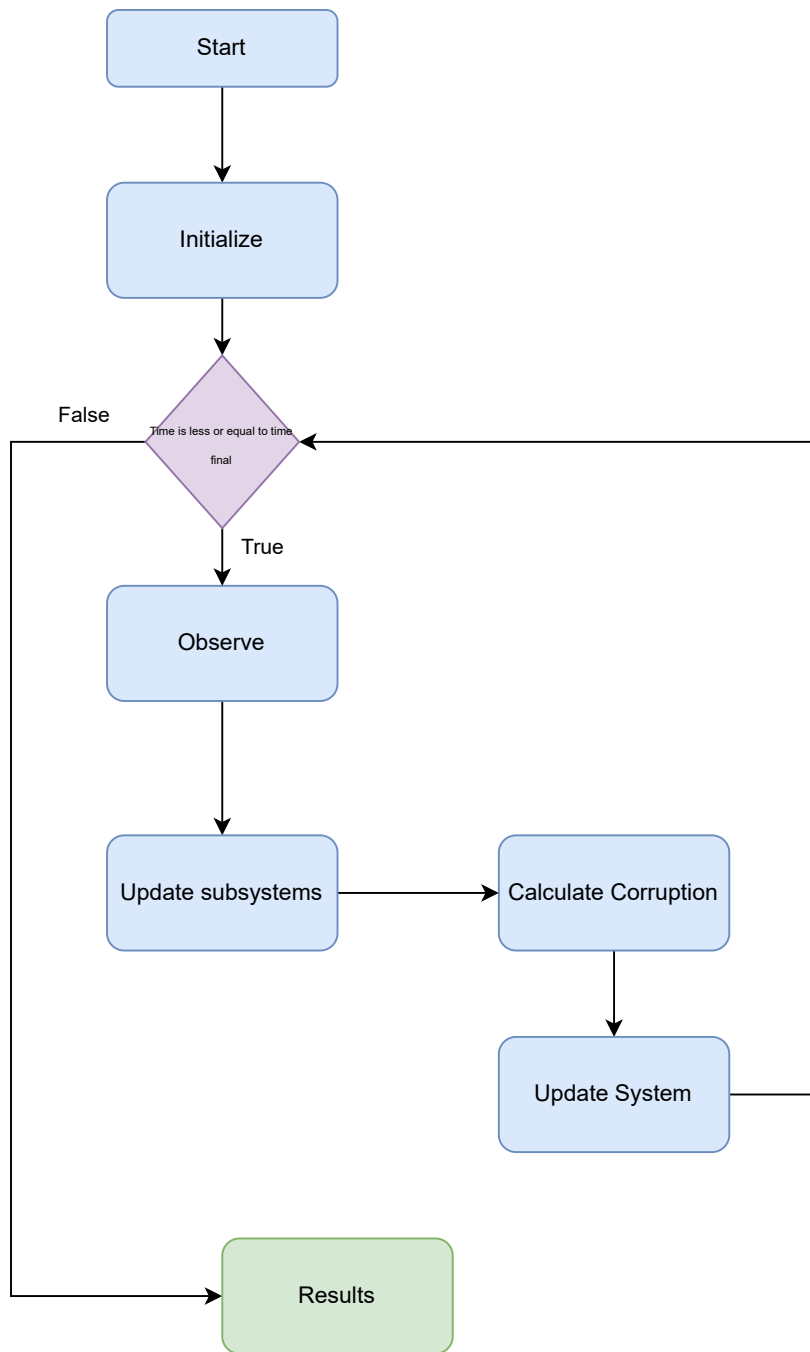 Start
Initialize
False
Time is less or equal to time
final
True
Observe
Update subsystems
Calculate Corruption
Update System
Results